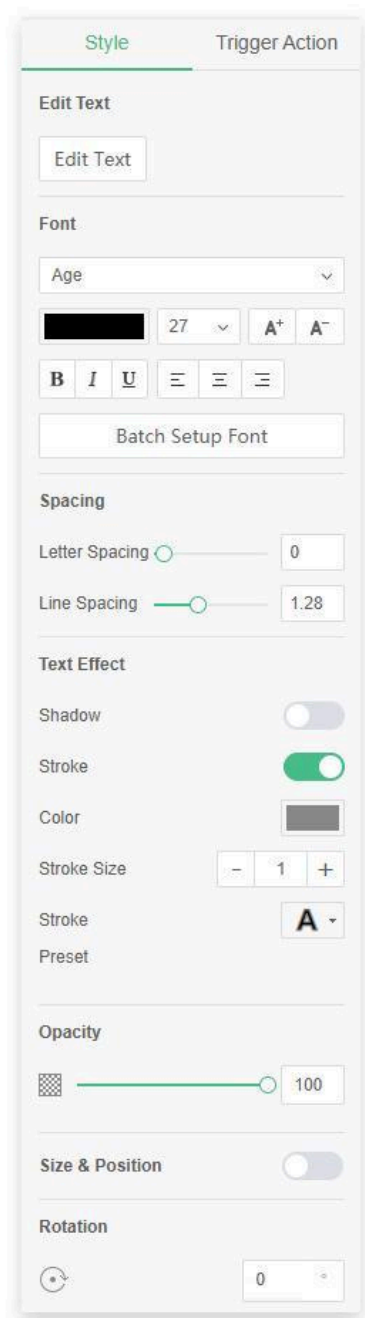 Style Trigger Action
Edit Text
Edit Text
Font
Age
27 A+ A-
B I U
Batch Setup Font
Spacing
Letter Spacing 0
Line Spacing 1.28
Text Effect
Shadow
Stroke
Color
Stroke Size - 1 +
Stroke A
Preset
Opacity
100
Size & Position
Rotation
0 °